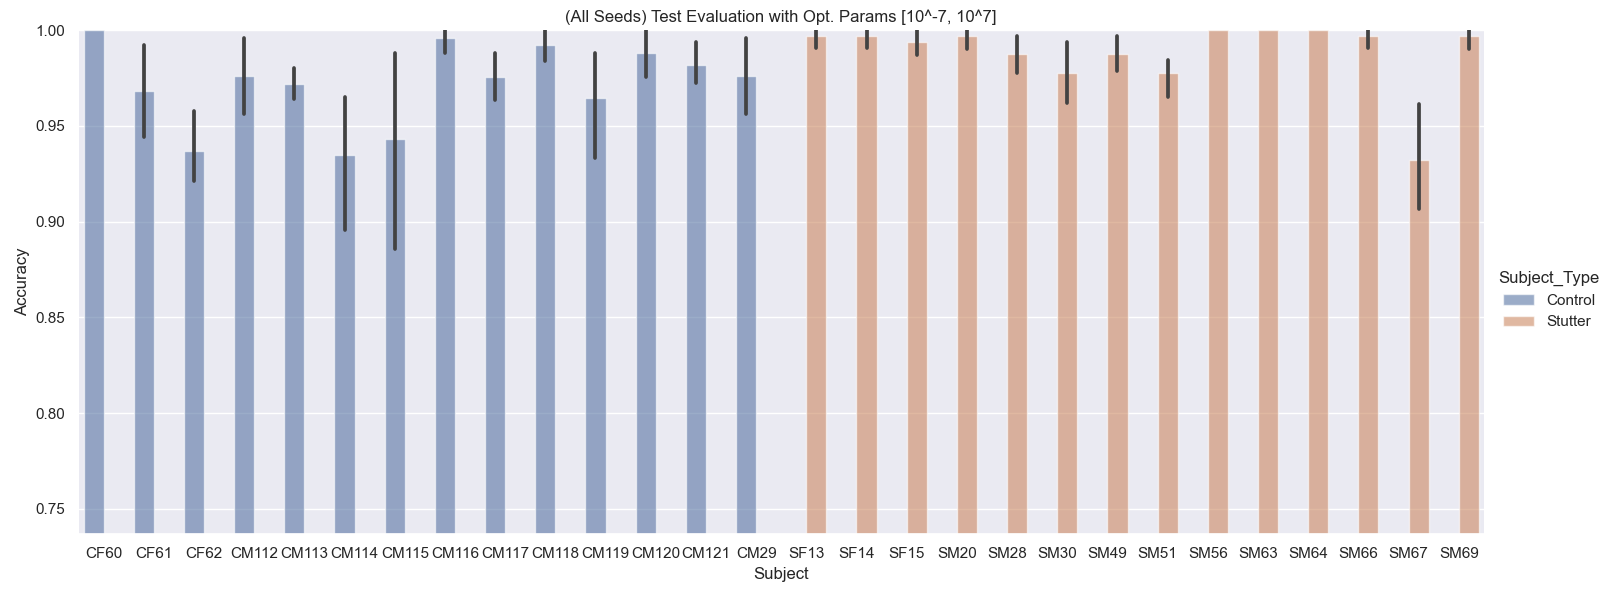 (All Seeds) Test Evaluation with Opt. Params [10^-7, 10^7]
1.00
0.95
0.90
0.85
0.80
0.75
Accuracy
CF60 CF61 CF62 CM112 CM113 CM114 CM115 CM116 CM117 CM118 CM119 CM120 CM121 CM29 SF13 SF14 SF15 SM20 SM28 SM30 SM49 SM51 SM56 SM63 SM64 SM66 SM67 SM69
Subject
Subject_Type
Control
Stutter